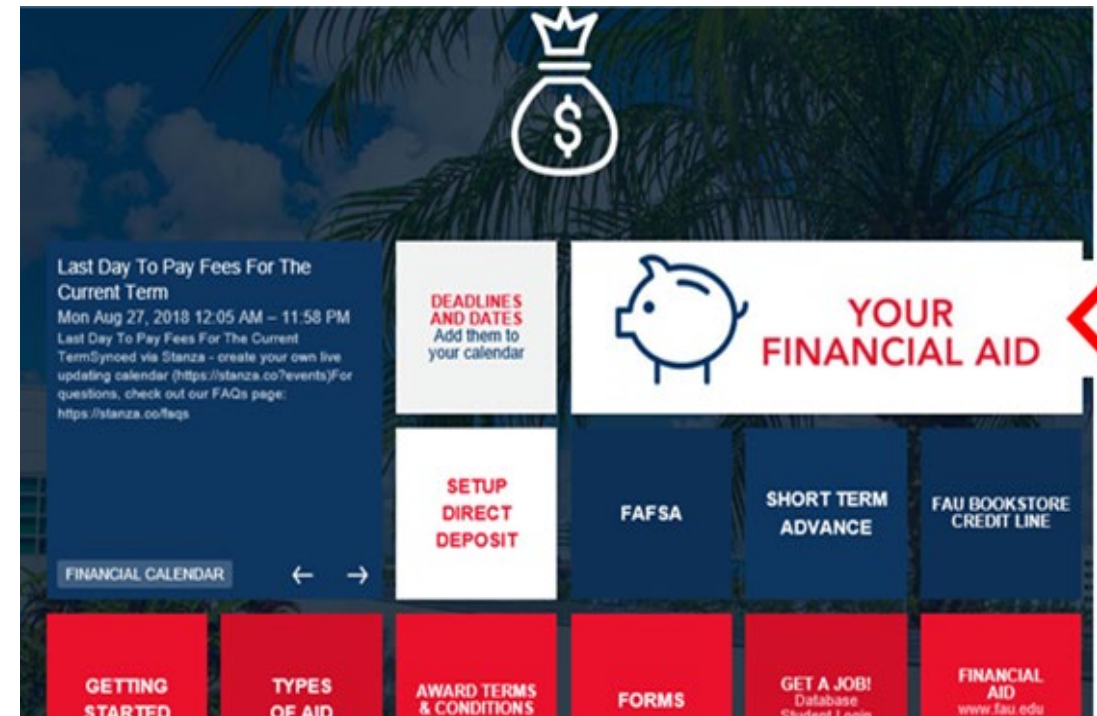 $
Last Day To Pay Fees For The
Current Term
Mon Aug 27, 2018 12:05 AM – 11:58 PM
Last Day To Pay Fees For The Current
TermSynced via Stanza - create your own live
updating calendar (https://stanza.co?events)For
questions, check out our FAQs page:
https://stanza.co/faqs
FINANCIAL CALENDAR
← →
DEADLINES
AND DATES
Add them to
your calendar
YOUR
FINANCIAL AID
SETUP
DIRECT
DEPOSIT
FAFSA
SHORT TERM
ADVANCE
FAU BOOKSTORE
CREDIT LINE
GETTING
STARTED
TYPES
OF AID
AWARD TERMS
& CONDITIONS
FORMS
GET A JOB!
Database
Student Login
FINANCIAL
AID
www.fau.edu